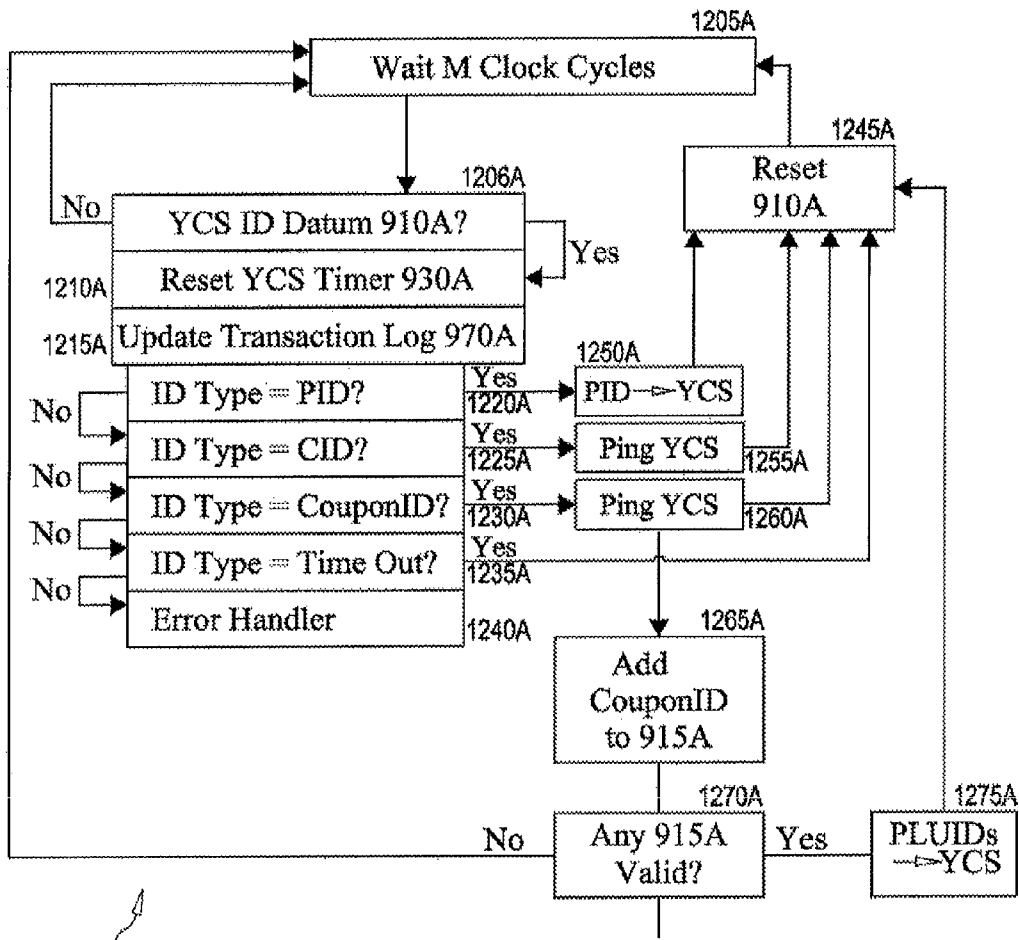 1205A
Wait M Clock Cycles
1245A
Reset
910A
1206A
No
YCS ID Datum 910A?
Yes
1210A
Reset YCS Timer 930A
1215A
Update Transaction Log 970A
1250A
No
ID Type = PID?
Yes
1220A
PID → YCS
No
ID Type = CID?
Yes
1225A
Ping YCS
1255A
No
ID Type = CouponID?
Yes
1230A
Ping YCS
1260A
No
ID Type = Time Out?
Yes
1235A
Error Handler
1240A
1265A
Add
CouponID
to 915A
1270A
No
Any 915A
Valid?
Yes
1275A
PLUIDs
→YCS